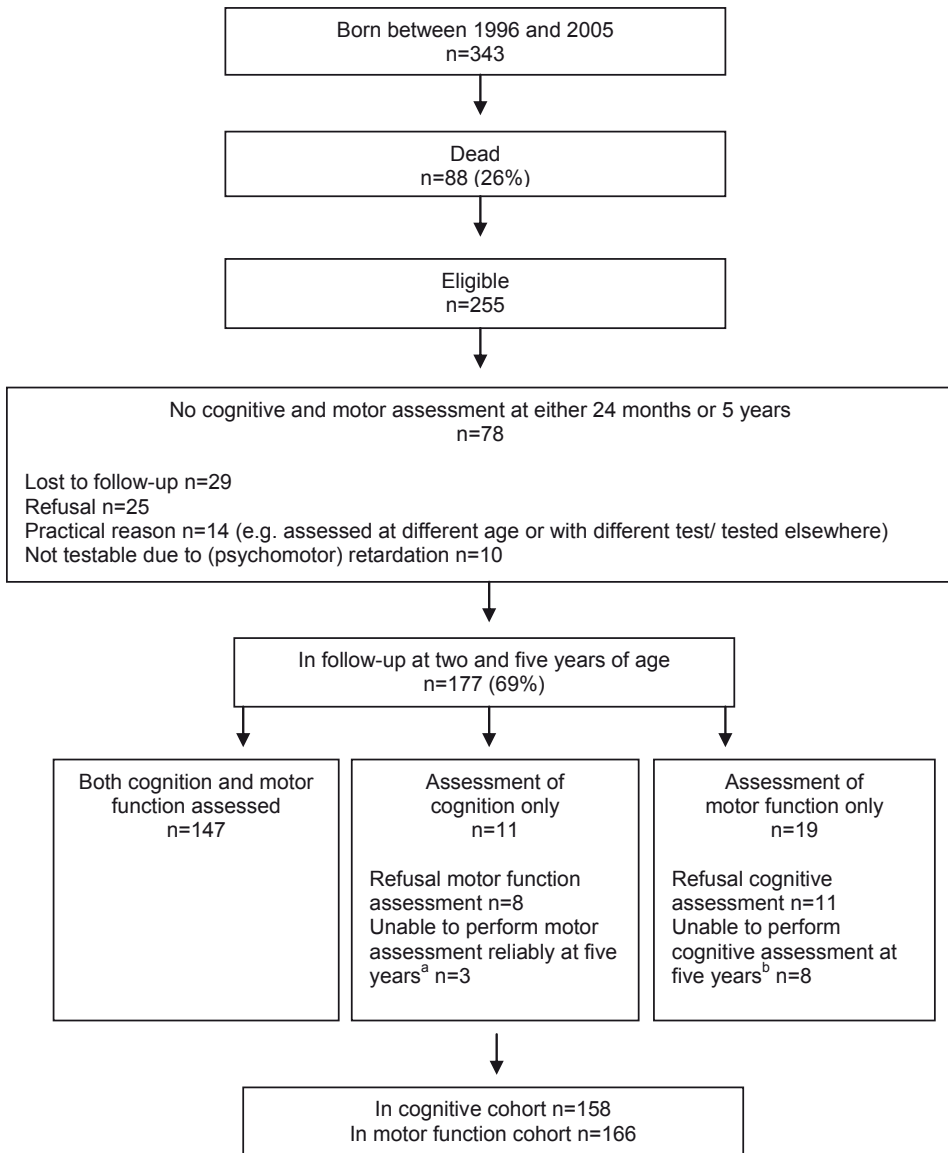 Born between 1996 and 2005
n=343
Dead
n=88 (26%)
Eligible
n=255
No cognitive and motor assessment at either 24 months or 5 years
n=78
Lost to follow-up n=29
Refusal n=25
Practical reason n=14 (e.g. assessed at different age or with different test/ tested elsewhere)
Not testable due to (psychomotor) retardation n=10
In follow-up at two and five years of age
n=177 (69%)
Both cognition and motor
function assessed
n=147
Assessment of
cognition only
n=11
Refusal motor function
assessment n=8
Unable to perform motor
assessment reliably at five
years^a n=3
Assessment of
motor function only
n=19
Refusal cognitive
assessment n=11
Unable to perform
cognitive assessment at
five years^b n=8
In cognitive cohort n=158
In motor function cohort n=166